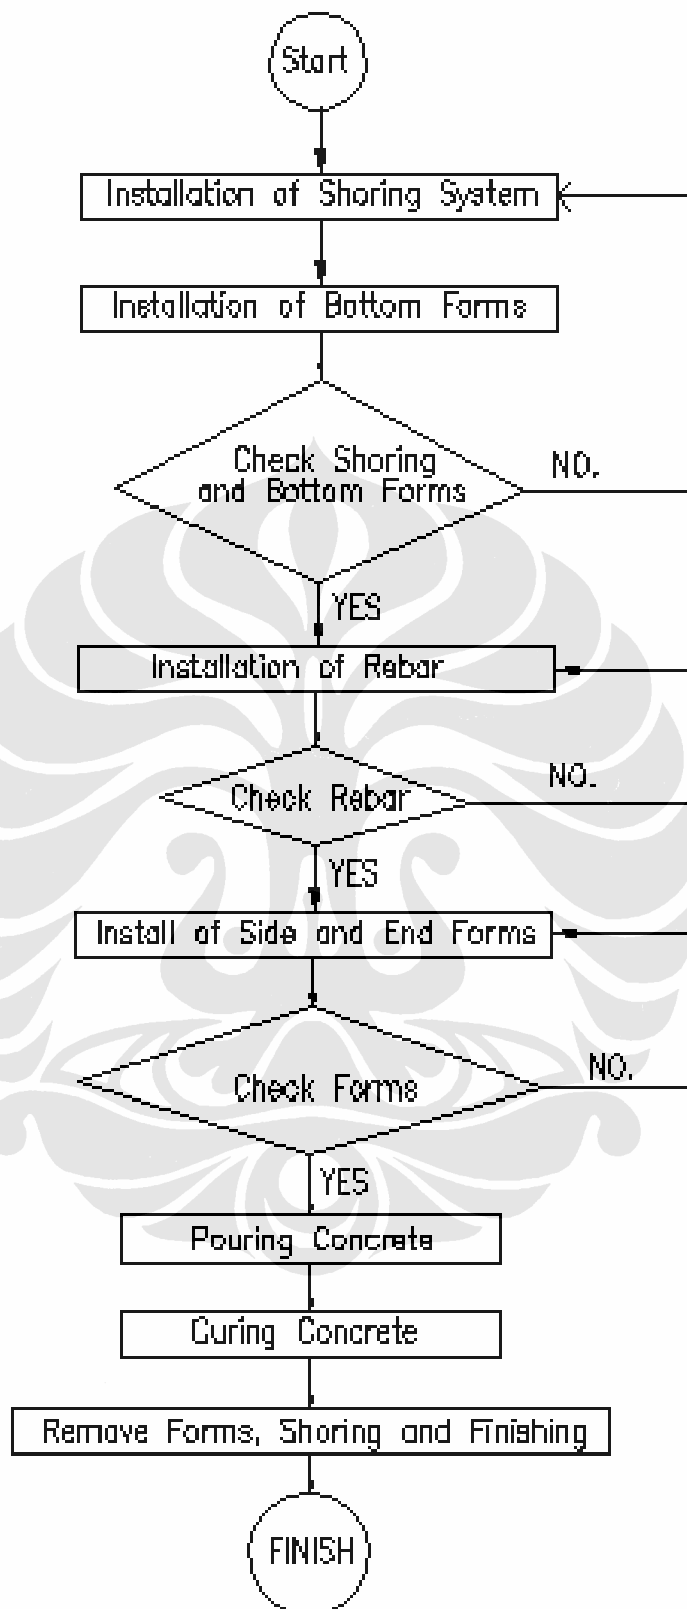 Start
Installation of Shoring System
Installation of Bottom Forms
Check Shoring
and Bottom Forms
NO.
YES
Installation of Rebar
NO.
Check Rebar
YES
Install of Side and End Forms
NO.
Check Forms
YES
Pouring Concrete
Curing Concrete
Remove Forms, Shoring and Finishing
FINISH